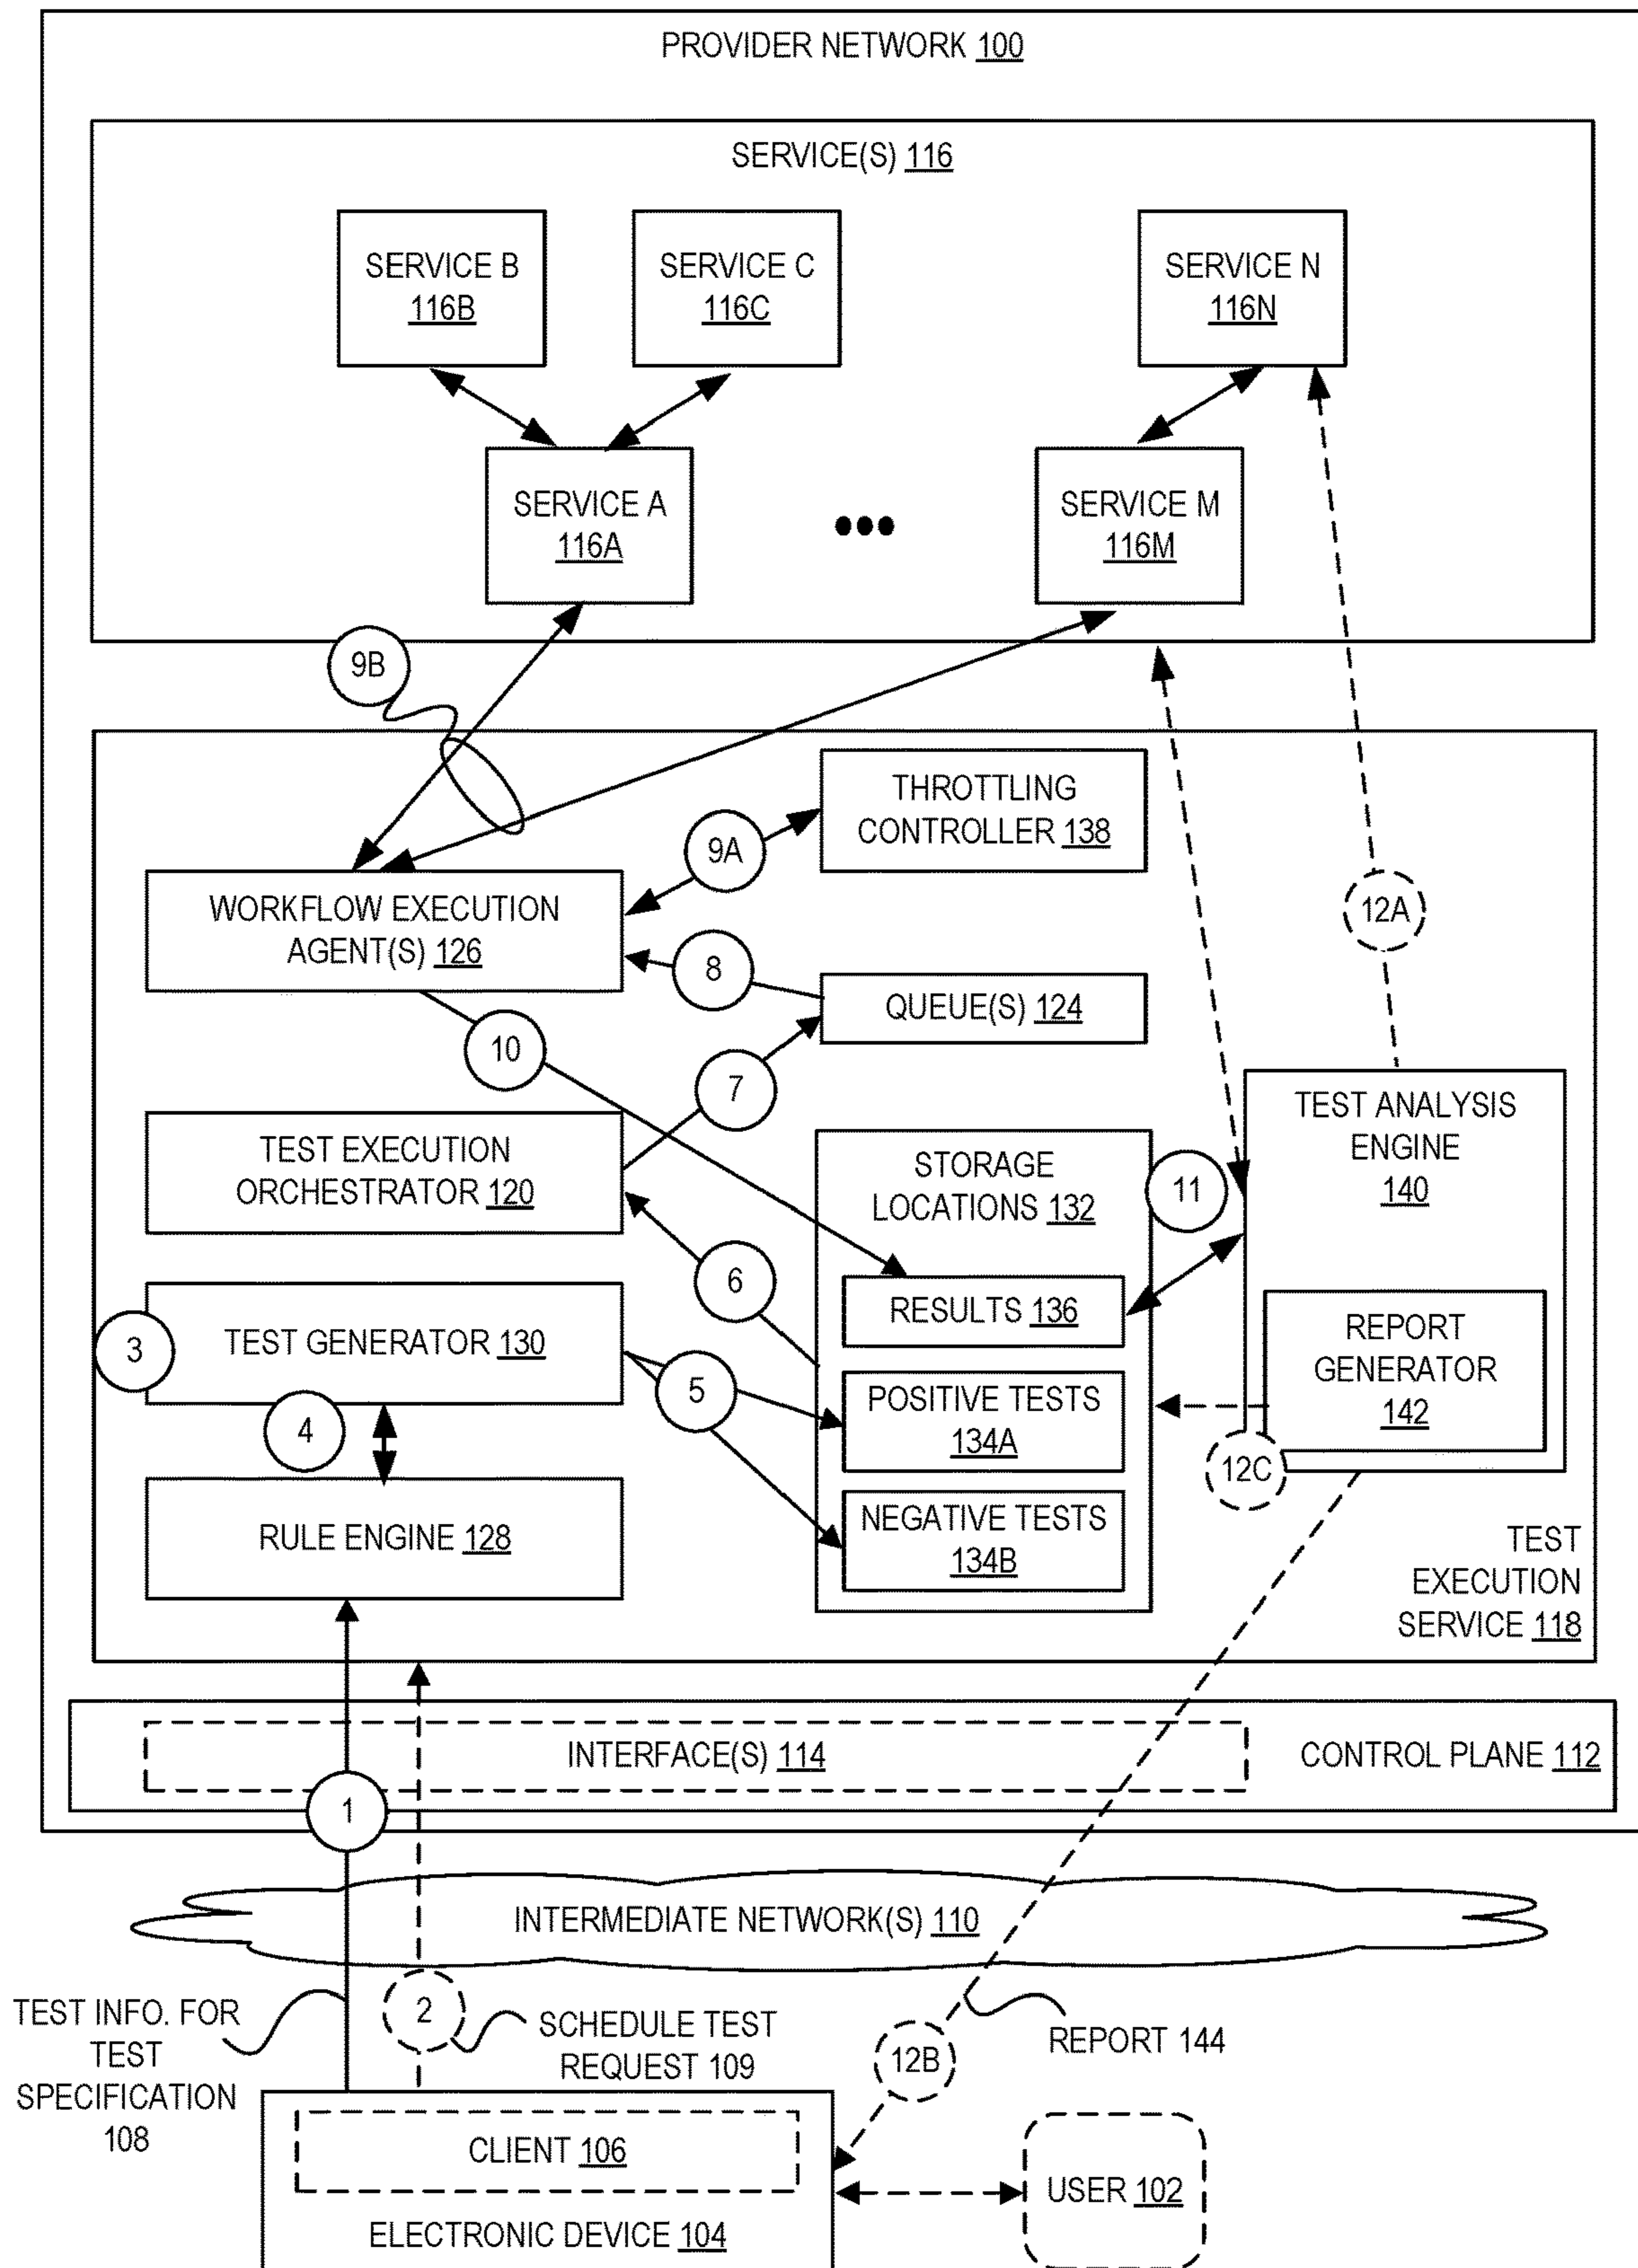 PROVIDER NETWORK 100
SERVICE(S) 116
SERVICE B
116B
SERVICE C
116C
SERVICE N
116N
SERVICE A
116A
SERVICE M
116M
9B
THROTTLING
CONTROLLER 138
9A
12A
WORKFLOW EXECUTION
AGENT(S) 126
8
QUEUE(S) 124
10
7
TEST EXECUTION
ORCHESTRATOR 120
STORAGE
LOCATIONS 132
11
TEST ANALYSIS
ENGINE
140
6
RESULTS 136
3
TEST GENERATOR 130
5
REPORT
GENERATOR
142
POSITIVE TESTS
134A
4
12C
NEGATIVE TESTS
134B
RULE ENGINE 128
TEST
EXECUTION
SERVICE 118
INTERFACE(S) 114
CONTROL PLANE 112
1
INTERMEDIATE NETWORK(S) 110
TEST INFO. FOR
TEST
SPECIFICATION
108
2
SCHEDULE TEST
REQUEST 109
12B
REPORT 144
CLIENT 106
ELECTRONIC DEVICE 104
USER 102